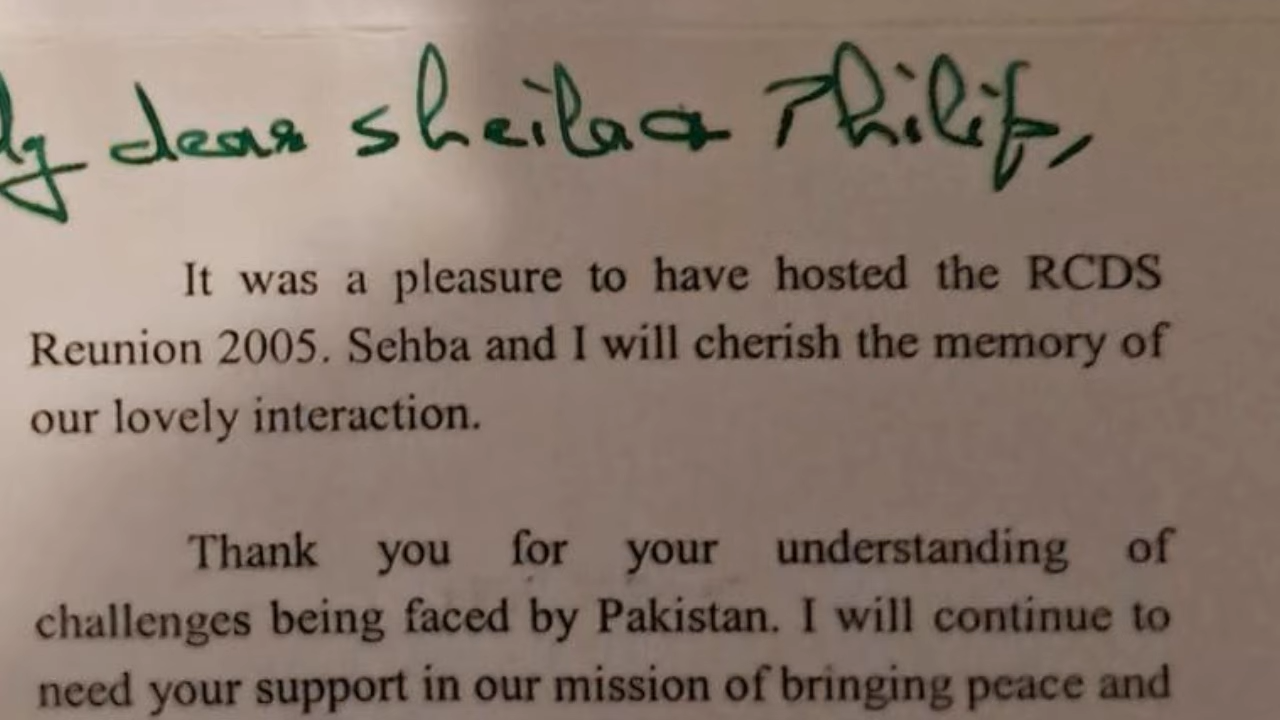 My dear Sheila a Philip,
It was a pleasure to have hosted the RCDS
Reunion 2005. Sehba and I will cherish the memory of
our lovely interaction.
Thank you for your understanding of
challenges being faced by Pakistan. I will continue to
need your support in our mission of bringing peace and